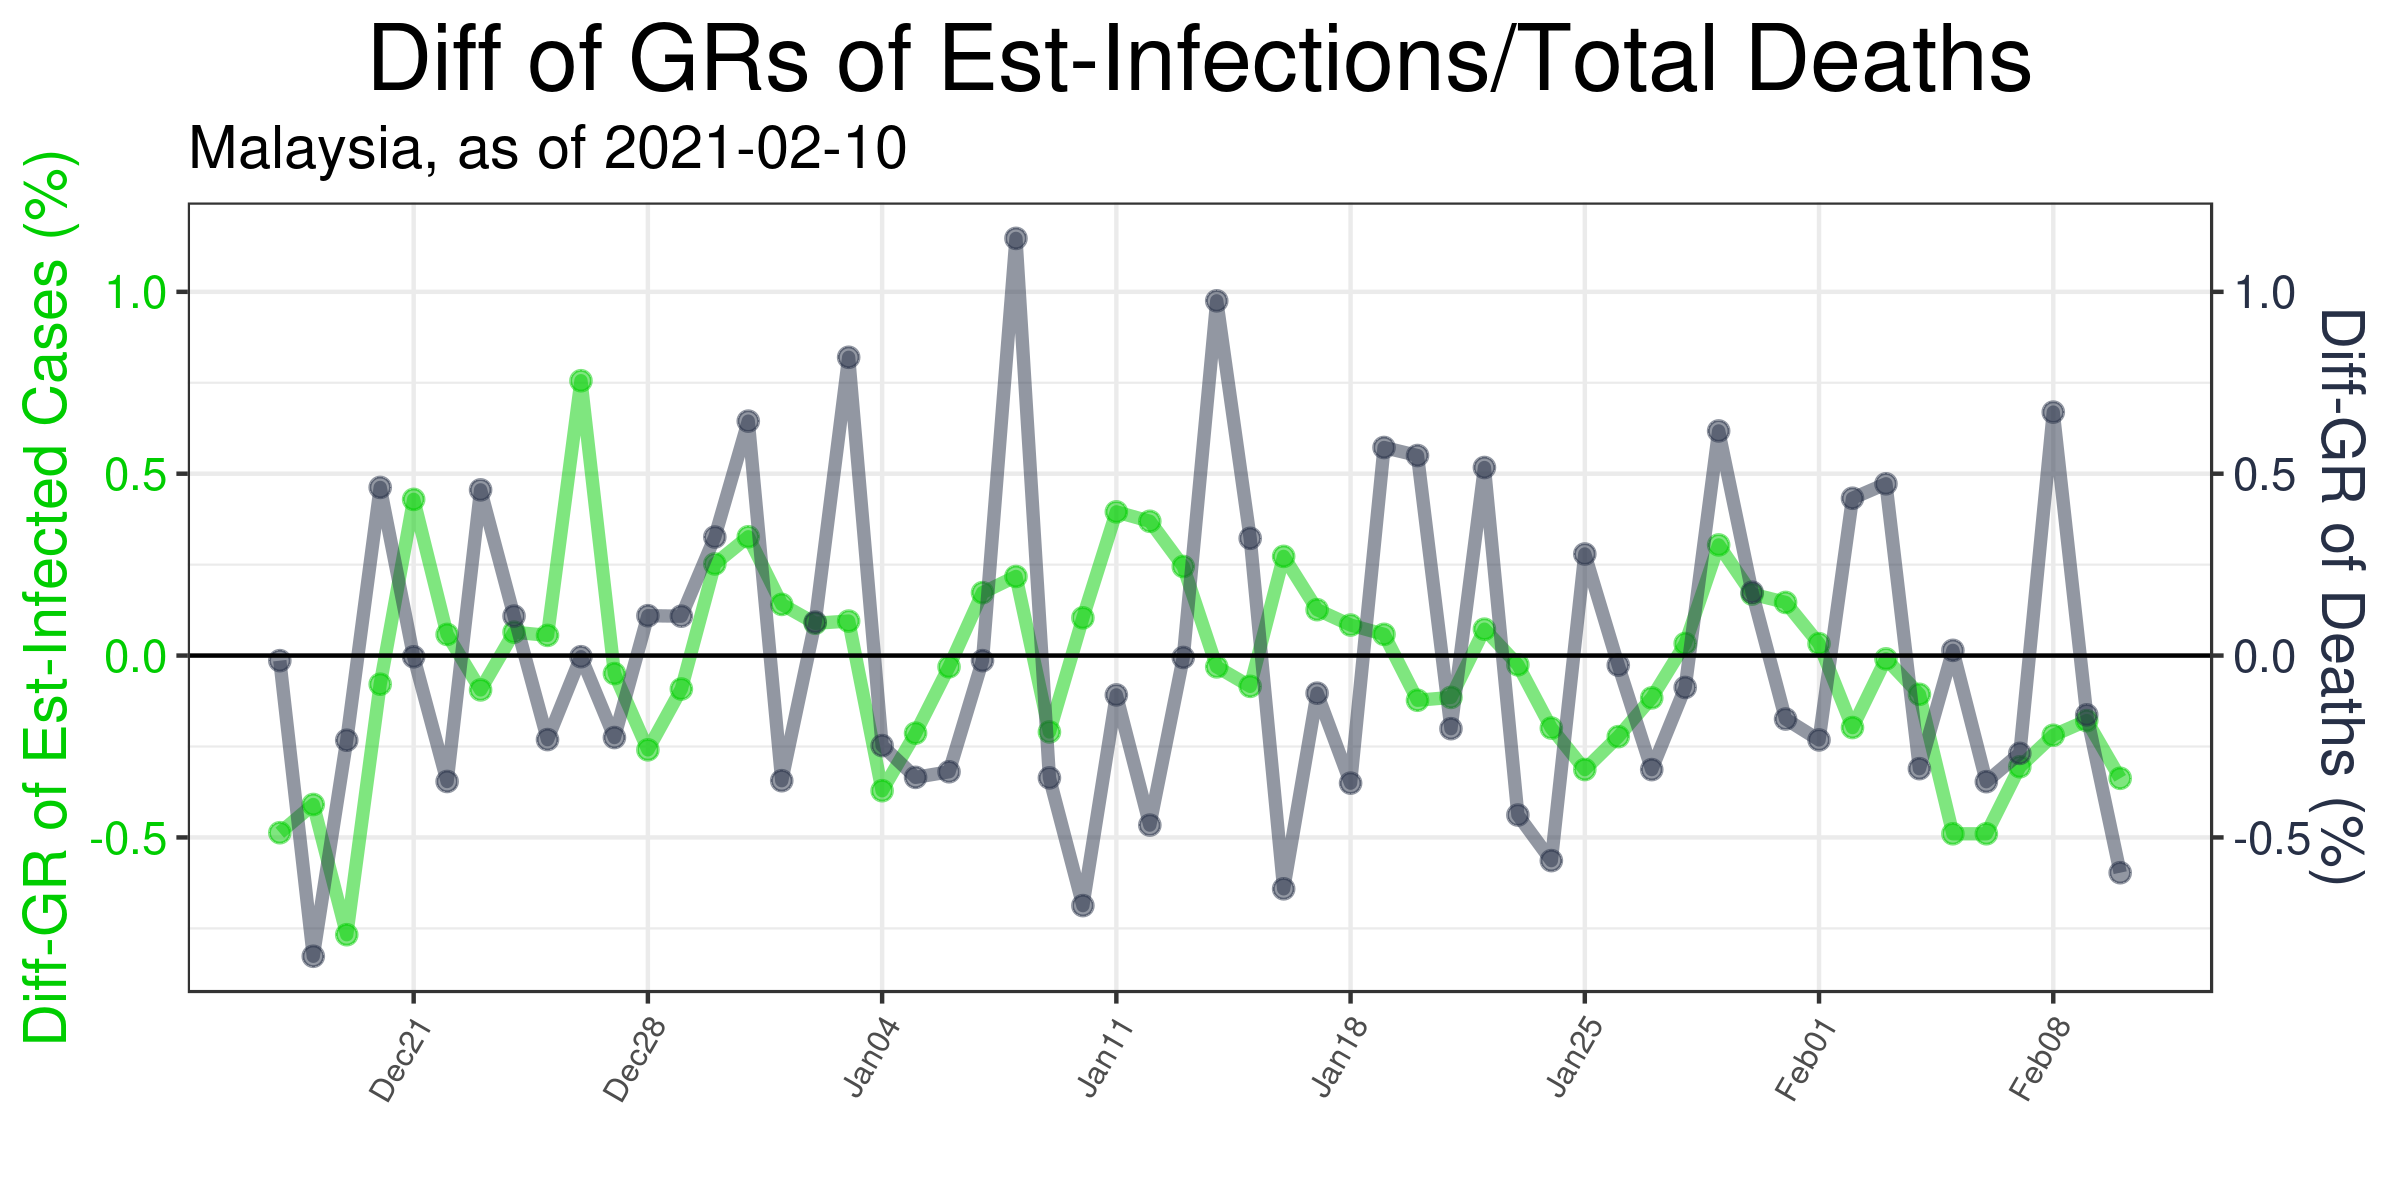 Diff of GRs of Est-Infections/Total Deaths
Malaysia, as of 2021-02-10
Diff-GR of Est-Infected Cases (%)
1.0
0.5
0.0
-0.5
1.0
0.5
0.0
-0.5
Diff-GR of Deaths (%)
Dec21
Dec28
Jan04
Jan11
Jan18
Jan25
Feb01
Feb08